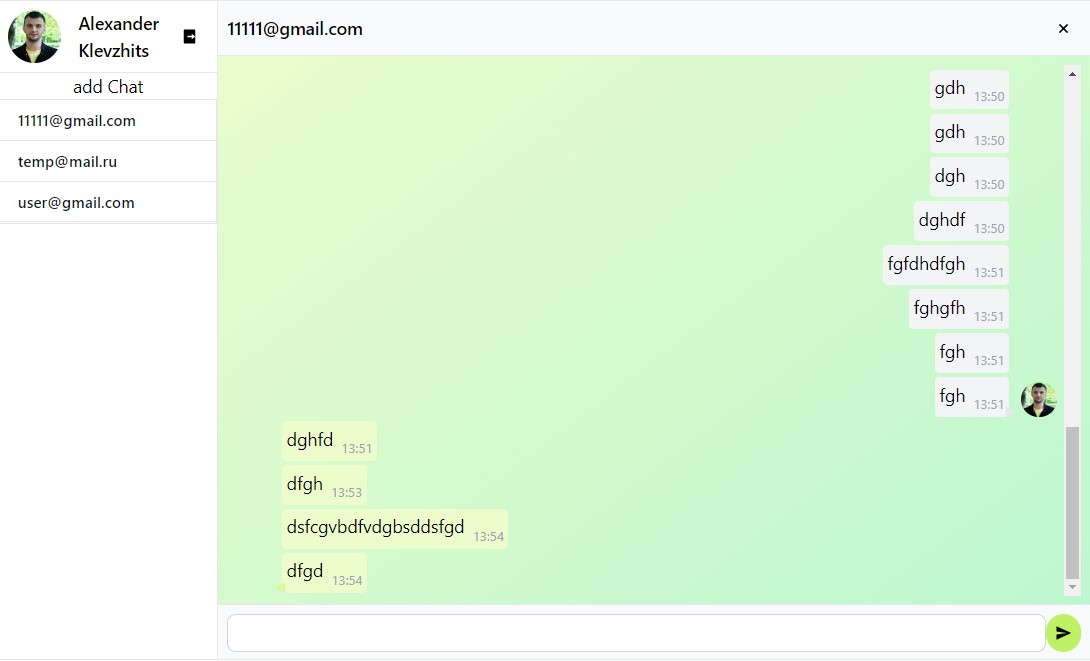 Alexander
Klevzhits
add Chat
11111@gmail.com
temp@mail.ru
user@gmail.com
11111@gmail.com
gdh 13:50
gdh 13:50
dgh 13:50
dghdf 13:50
fgfdhdfgh 13:51
fghgfh 13:51
fgh 13:51
fgh 13:51
dghfd 13:51
dfgh 13:53
dsfcgvbdfvdgbsddsfgd 13:54
dfgd 13:54